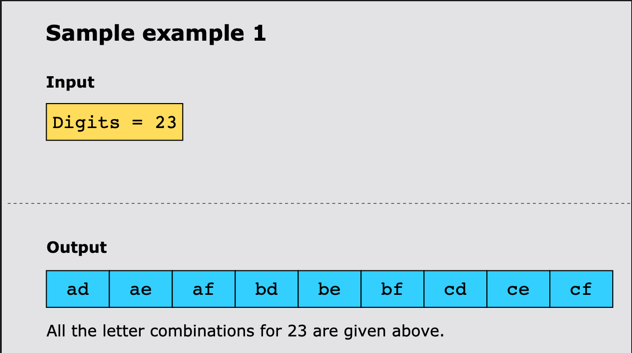 Sample example 1
Input
Digits = 23
Output
ad ae af bd be bf cd ce cf
All the letter combinations for 23 are given above.